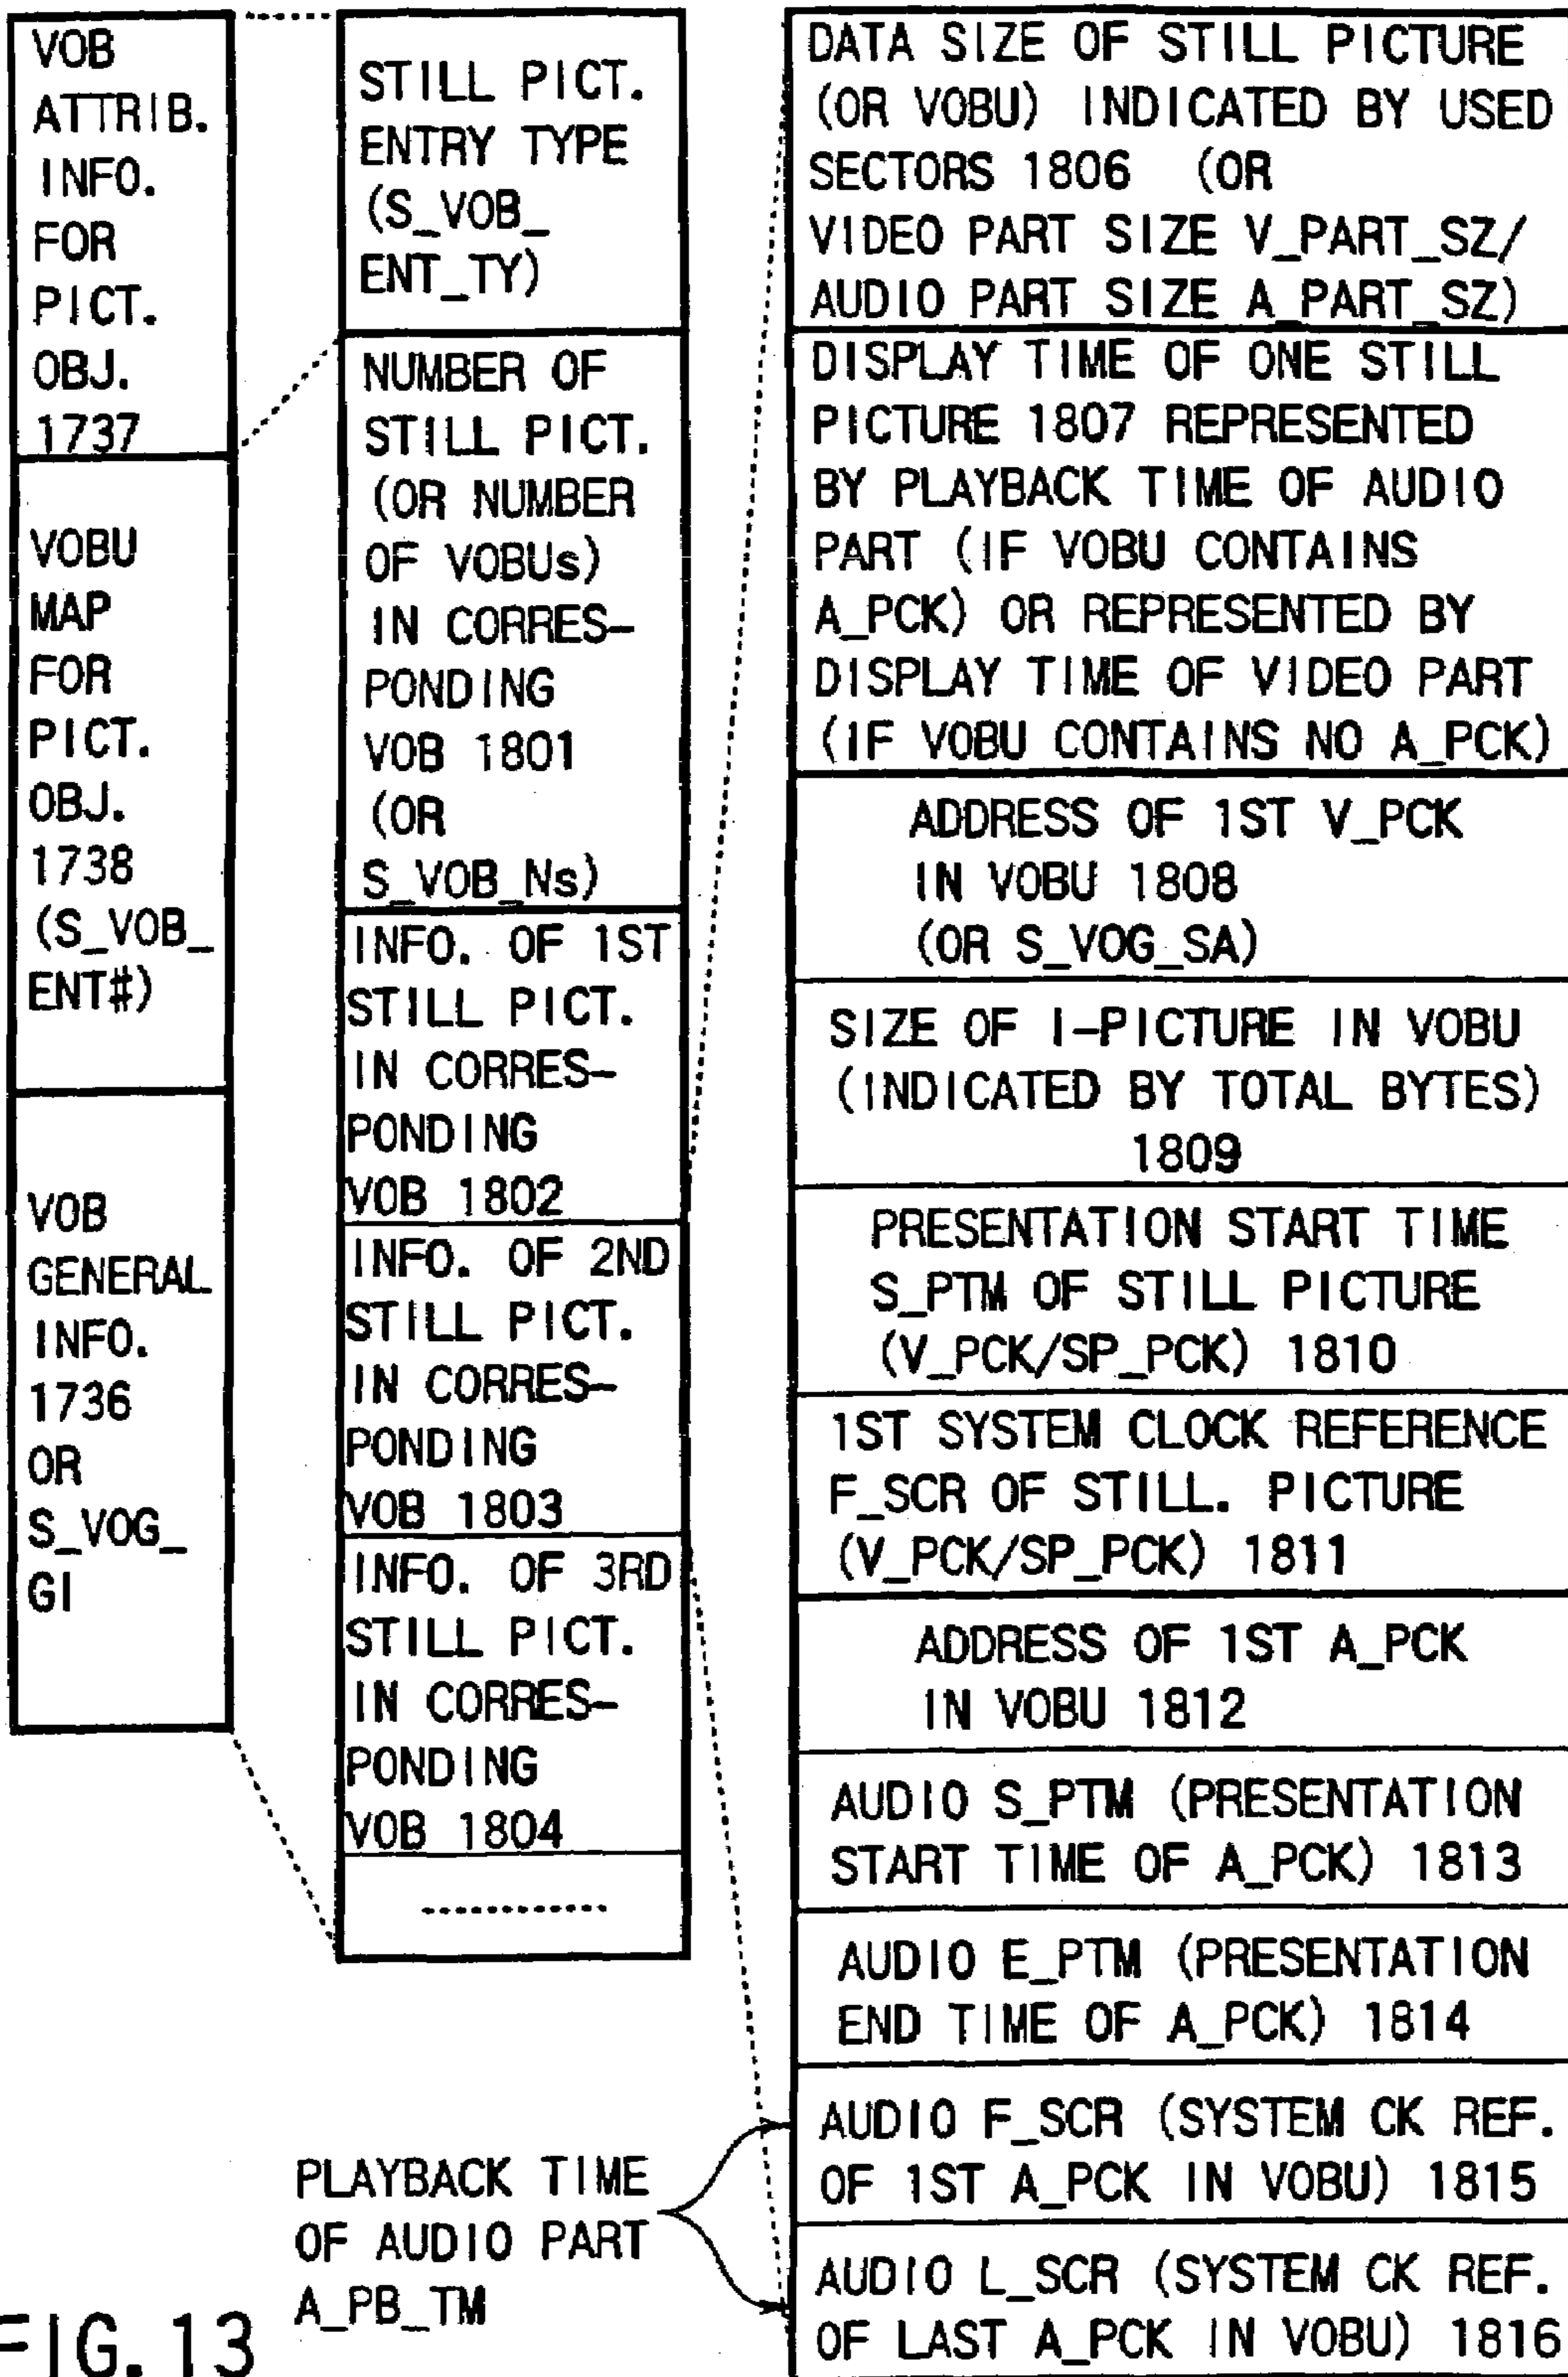 VOB
ATTRIB.
INFO.
FOR
PICT.
OBJ.
1737
VOBU
MAP
FOR
PICT.
OBJ.
1738
(S_VOB_
ENT#)
VOB
GENERAL
INFO.
1736
OR
S_VOG_
GI
STILL PICT.
ENTRY TYPE
(S_VOB_
ENT_TY)
NUMBER OF
STILL PICT.
(OR NUMBER
OF VOBUs)
IN CORRES-
PONDING
VOB 1801
(OR
S_VOB_Ns)
INFO. OF 1ST
STILL PICT.
IN CORRES-
PONDING
VOB 1802
INFO. OF 2ND
STILL PICT.
IN CORRES-
PONDING
VOB 1803
INFO. OF 3RD
STILL PICT.
IN CORRES-
PONDING
VOB 1804
DATA SIZE OF STILL PICTURE
(OR VOBU) INDICATED BY USED
SECTORS 1806 (OR
VIDEO PART SIZE V_PART_SZ/
AUDIO PART SIZE A_PART_SZ)
DISPLAY TIME OF ONE STILL
PICTURE 1807 REPRESENTED
BY PLAYBACK TIME OF AUDIO
PART (IF VOBU CONTAINS
A_PCK) OR REPRESENTED BY
DISPLAY TIME OF VIDEO PART
(IF VOBU CONTAINS NO A_PCK)
ADDRESS OF 1ST V_PCK
IN VOBU 1808
(OR S_VOG_SA)
SIZE OF I-PICTURE IN VOBU
(INDICATED BY TOTAL BYTES)
1809
PRESENTATION START TIME
S_PTM OF STILL PICTURE
(V_PCK/SP_PCK) 1810
1ST SYSTEM CLOCK REFERENCE
F_SCR OF STILL. PICTURE
(V_PCK/SP_PCK) 1811
ADDRESS OF 1ST A_PCK
IN VOBU 1812
AUDIO S_PTM (PRESENTATION
START TIME OF A_PCK) 1813
AUDIO E_PTM (PRESENTATION
END TIME OF A_PCK) 1814
AUDIO F_SCR (SYSTEM CK REF.
OF 1ST A_PCK IN VOBU) 1815
AUDIO L_SCR (SYSTEM CK REF.
OF LAST A_PCK IN VOBU) 1816
PLAYBACK TIME
OF AUDIO PART
A_PB_TM
FIG. 13